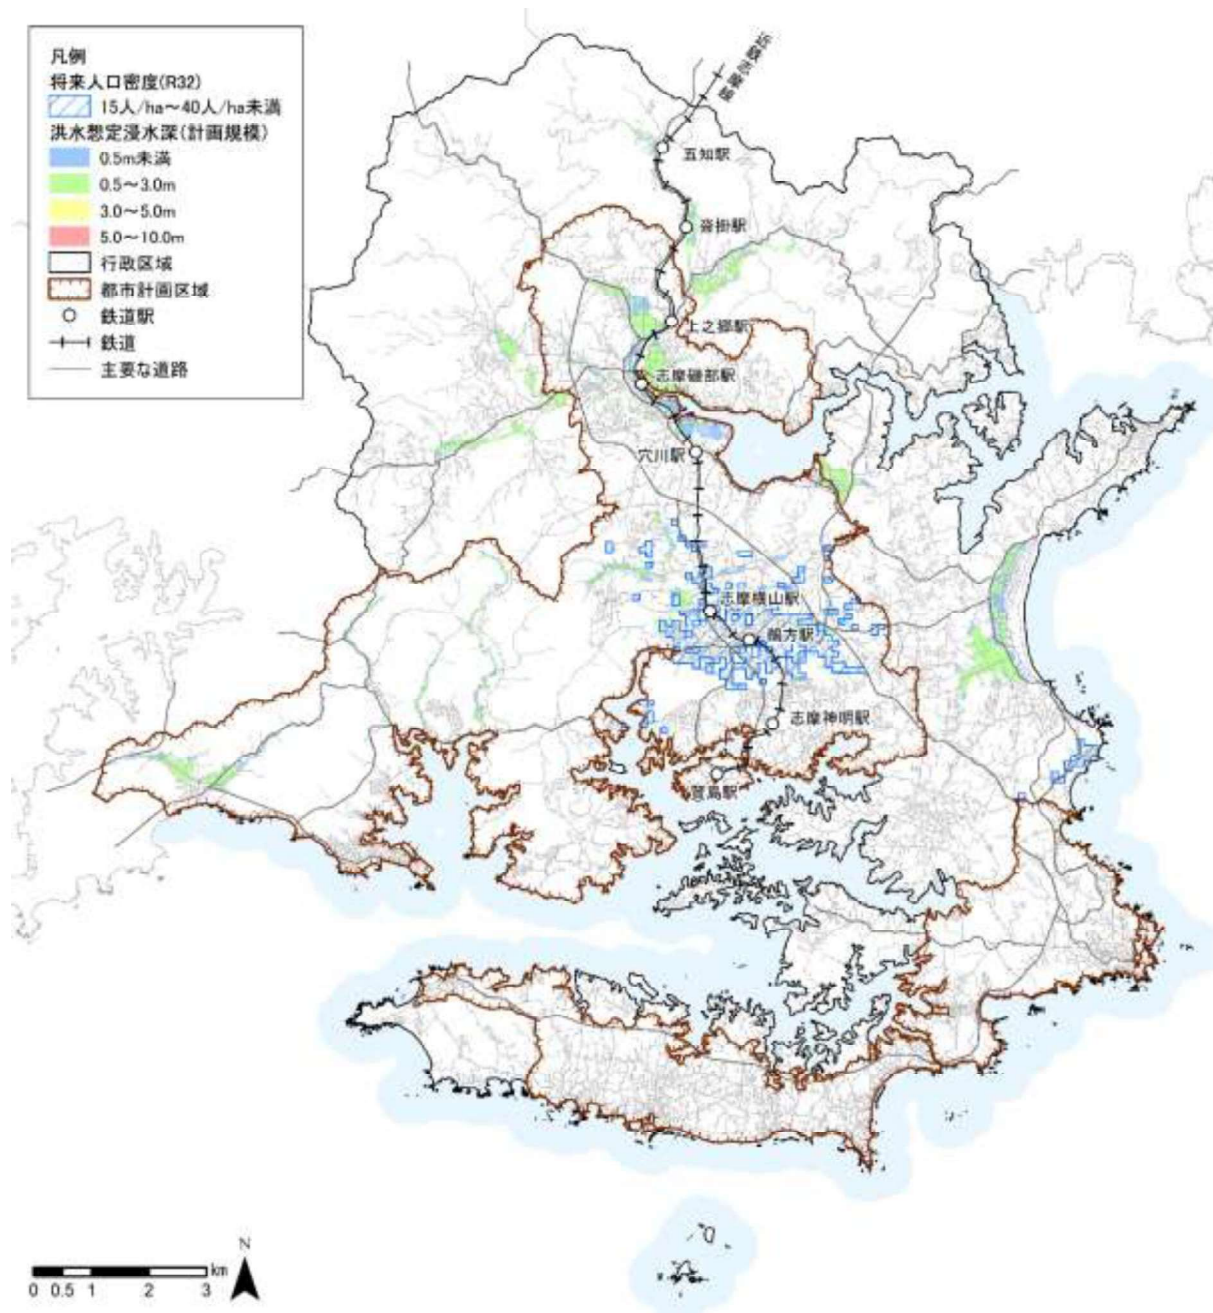 凡例
将来人口密度(R32)
15人/ha～40人/ha未満
洪水想定浸水深(計画規模)
0.5m未満
0.5～3.0m
3.0～5.0m
5.0～10.0m
行政区域
都市計画区域
鉄道駅
鉄道
主要な道路
近鉄志摩線
五知駅
沓掛駅
上之郷駅
志摩磯部駅
穴川駅
志摩横山駅
鵜方駅
志摩神明駅
賢島駅
N
km
0 0.5 1 2 3